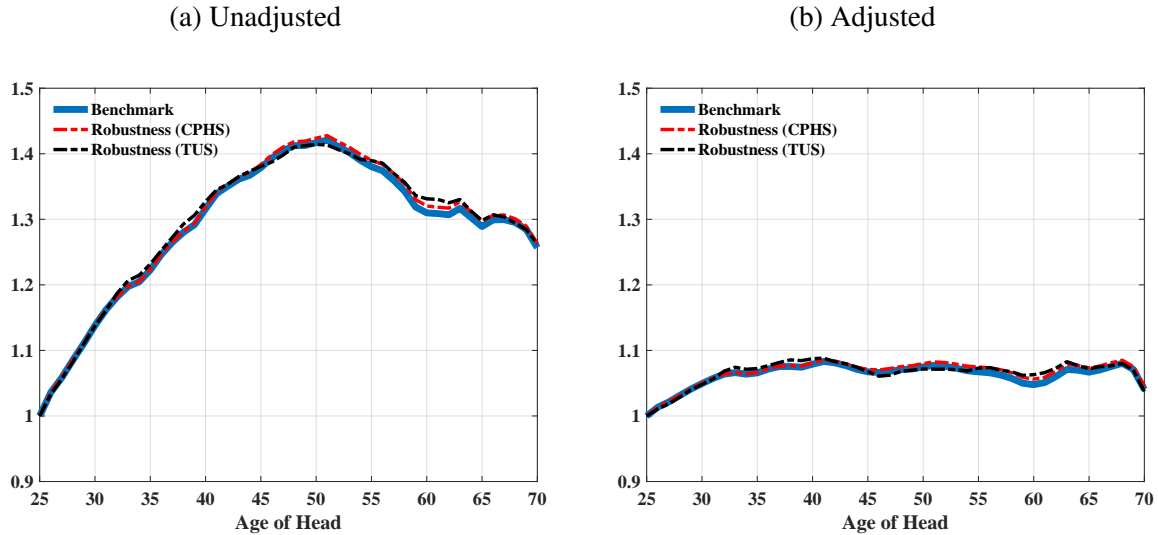 (a) Unadjusted
1.5
1.4
1.3
1.2
1.1
1
0.9
Benchmark
Robustness (CPHS)
Robustness (TUS)
25 30 35 40 45 50 55 60 65 70
Age of Head
(b) Adjusted
1.5
1.4
1.3
1.2
1.1
1
0.9
Benchmark
Robustness (CPHS)
Robustness (TUS)
25 30 35 40 45 50 55 60 65 70
Age of Head